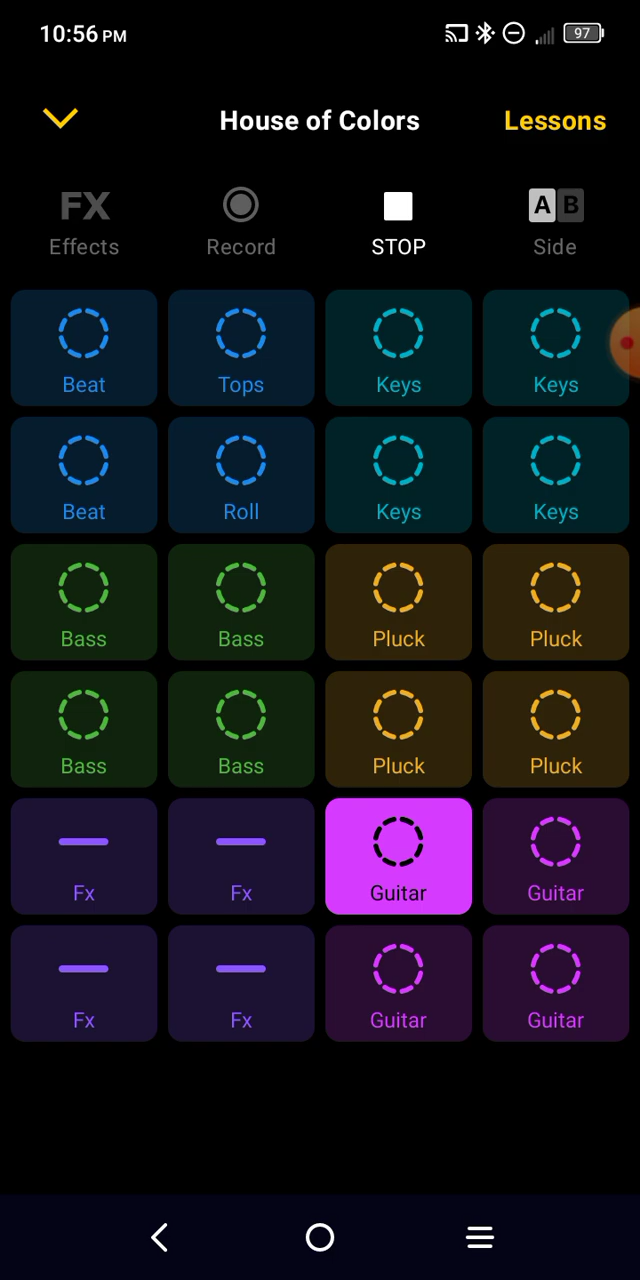 10:56 PM 97
House of Colors Lessons
FX A B
Effects Record STOP Side
Beat Tops Keys Keys
Beat Roll Keys Keys
Bass Bass Pluck Pluck
Bass Bass Pluck Pluck
Fx Fx Guitar Guitar
Fx Fx Guitar Guitar